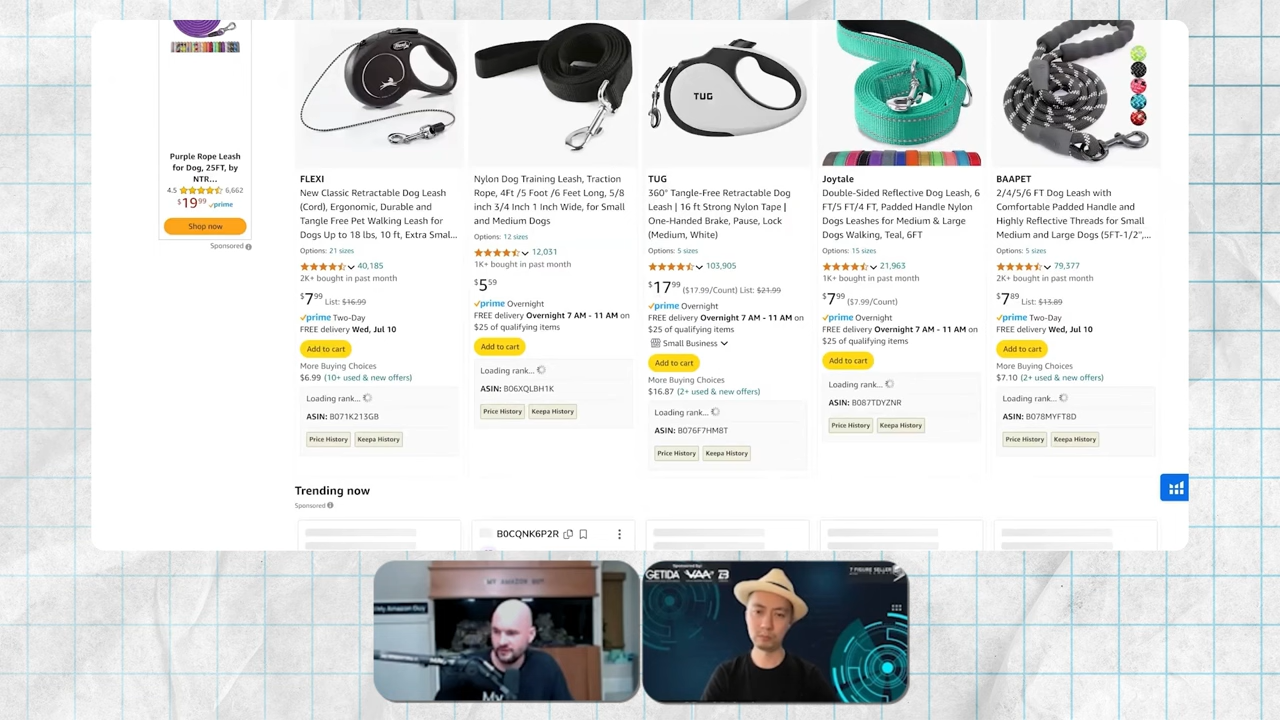 Purple Rope Leash
for Dog, 25FT, by
NTR...
4.5 6,662
$19.99 prime
Shop now
Sponsored
flexi
FLEXI
New Classic Retractable Dog Leash
(Cord), Ergonomic, Durable and
Tangle Free Pet Walking Leash for
Dogs Up to 18 lbs, 10 ft, Extra Smal...
Options: 21 sizes
40,185
2K+ bought in past month
$7.99 List: $16.99
prime Two-Day
FREE delivery Wed, Jul 10
Add to cart
More Buying Choices
$6.99 (10+ used & new offers)
Loading rank...
ASIN: B071K213GB
Price History Keepa History
Nylon Dog Training Leash, Traction
Rope, 4Ft /5 Foot /6 Feet Long, 5/8
inch 3/4 Inch 1 Inch Wide, for Small
and Medium Dogs
Options: 12 sizes
12,031
1K+ bought in past month
$5.59
prime Overnight
FREE delivery Overnight 7 AM - 11 AM on
$25 of qualifying items
Add to cart
Loading rank...
ASIN: B06XQLBH1K
Price History Keepa History
TUG
TUG
360° Tangle-Free Retractable Dog
Leash | 16 ft Strong Nylon Tape |
One-Handed Brake, Pause, Lock
(Medium, White)
Options: 5 sizes
103,905
$17.99 ($17.99/Count) List: $21.99
prime Overnight
FREE delivery Overnight 7 AM - 11 AM on
$25 of qualifying items
Small Business
Add to cart
More Buying Choices
$16.87 (2+ used & new offers)
Loading rank...
ASIN: B076F7HM8T
Price History Keepa History
Joytale
Double-Sided Reflective Dog Leash, 6
FT/5 FT/4 FT, Padded Handle Nylon
Dogs Leashes for Medium & Large
Dogs Walking, Teal, 6FT
Options: 15 sizes
21,963
1K+ bought in past month
$7.99 ($7.99/Count)
prime Overnight
FREE delivery Overnight 7 AM - 11 AM on
$25 of qualifying items
Add to cart
Loading rank...
ASIN: B087TDYZNR
Price History Keepa History
BAAPET
2/4/5/6 FT Dog Leash with
Comfortable Padded Handle and
Highly Reflective Threads for Small
Medium and Large Dogs (5FT-1/2",...
Options: 5 sizes
79,377
2K+ bought in past month
$7.89 List: $13.89
prime Two-Day
FREE delivery Wed, Jul 10
Add to cart
More Buying Choices
$7.10 (2+ used & new offers)
Loading rank...
ASIN: B078MYFT8D
Price History Keepa History
Trending now
Sponsored
B0CQNK6P2R
MY AMAZON GUY
My Amazon Guy
My
Sponsored by:
GETIDA VAA
7 FIGURE SELLER